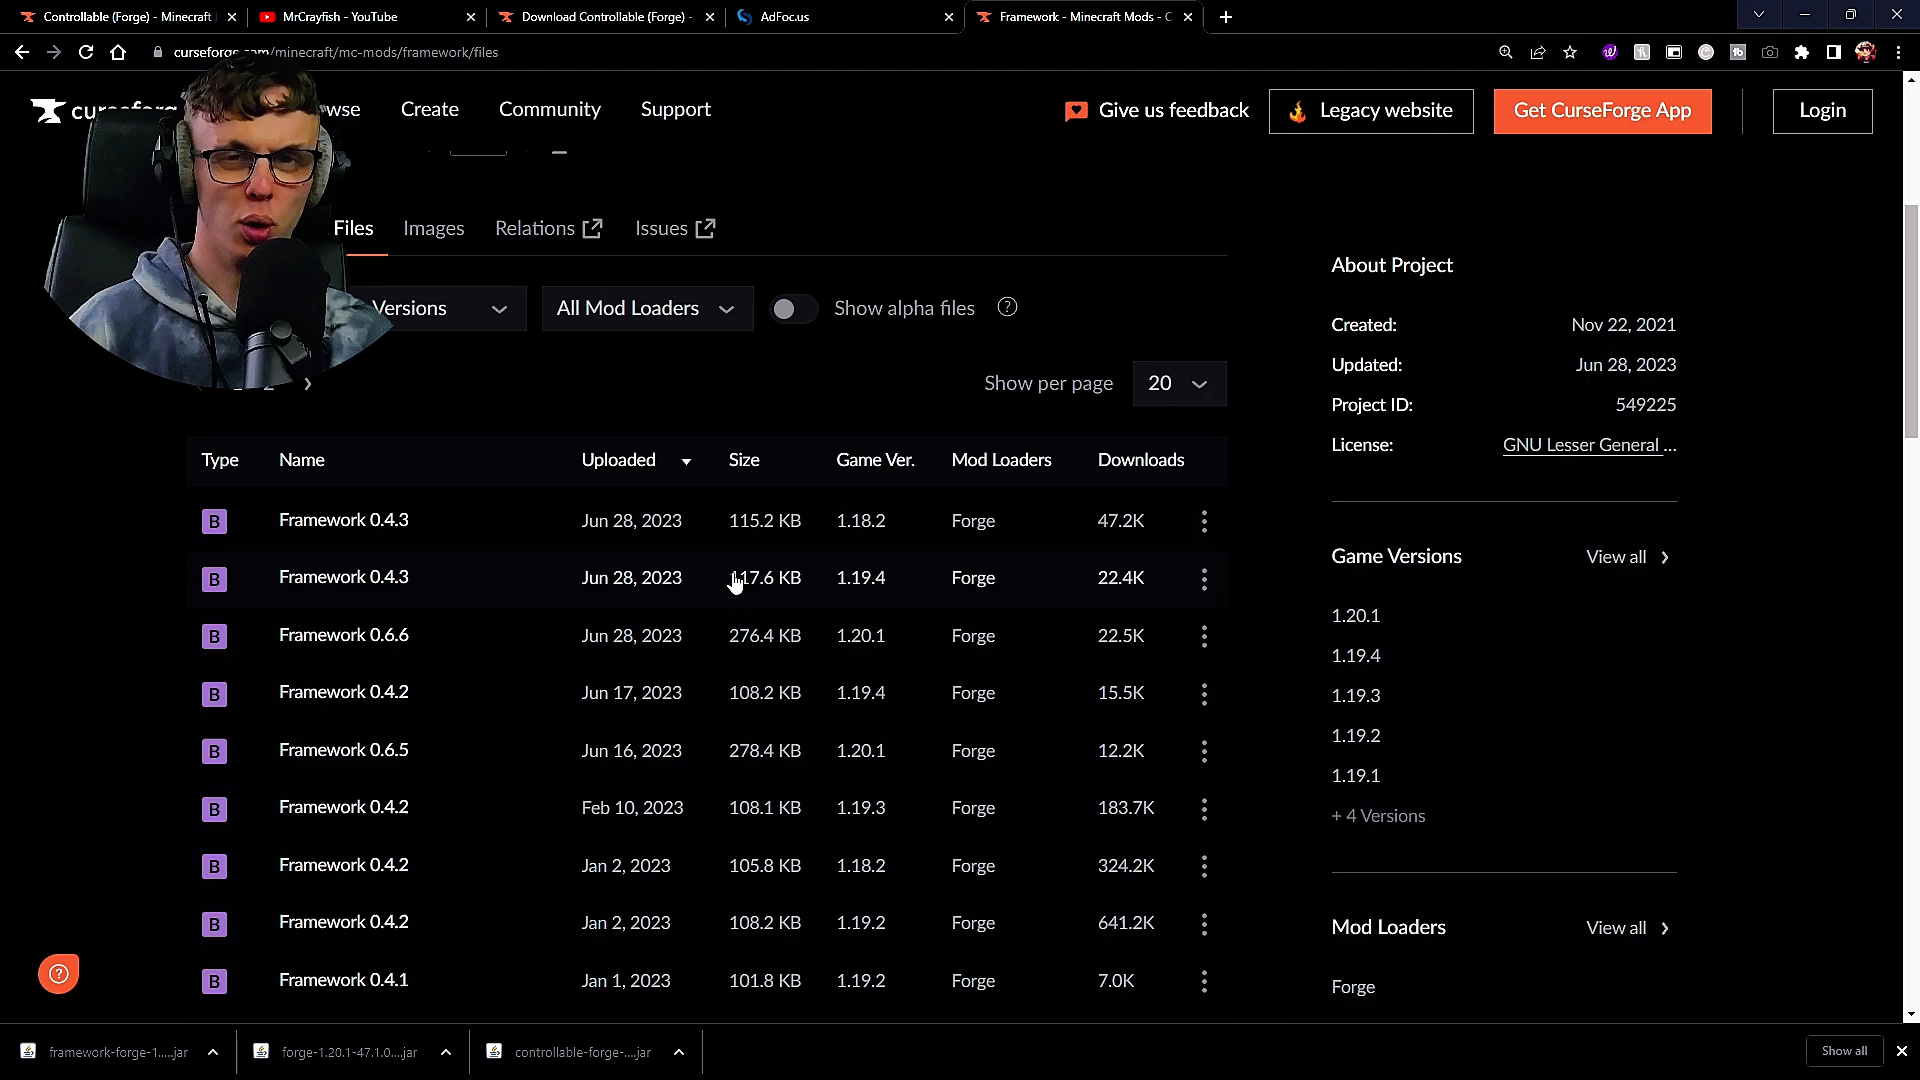 Controllable (Forge) - Minecraft
MrCrayfish - YouTube
Download Controllable (Forge) -
AdFoc.us
Framework - Minecraft Mods - C
/minecraft/mc-mods/framework/files
Create
Community
Support
Give us feedback
Legacy website
Get CurseForge App
Login
Files
Images
Relations
Issues
Versions
All Mod Loaders
Show alpha files
Show per page
20
Type Name Uploaded Size Game Ver. Mod Loaders Downloads
B Framework 0.4.3 Jun 28, 2023 115.2 KB 1.18.2 Forge 47.2K
B Framework 0.4.3 Jun 28, 2023 117.6 KB 1.19.4 Forge 22.4K
B Framework 0.6.6 Jun 28, 2023 276.4 KB 1.20.1 Forge 22.5K
B Framework 0.4.2 Jun 17, 2023 108.2 KB 1.19.4 Forge 15.5K
B Framework 0.6.5 Jun 16, 2023 278.4 KB 1.20.1 Forge 12.2K
B Framework 0.4.2 Feb 10, 2023 108.1 KB 1.19.3 Forge 183.7K
B Framework 0.4.2 Jan 2, 2023 105.8 KB 1.18.2 Forge 324.2K
B Framework 0.4.2 Jan 2, 2023 108.2 KB 1.19.2 Forge 641.2K
B Framework 0.4.1 Jan 1, 2023 101.8 KB 1.19.2 Forge 7.0K
About Project
Created: Nov 22, 2021
Updated: Jun 28, 2023
Project ID: 549225
License: GNU Lesser General ...
Game Versions View all
1.20.1
1.19.4
1.19.3
1.19.2
1.19.1
+ 4 Versions
Mod Loaders View all
Forge
framework-forge-1.....jar
forge-1.20.1-47.1.0....jar
controllable-forge-....jar
Show all